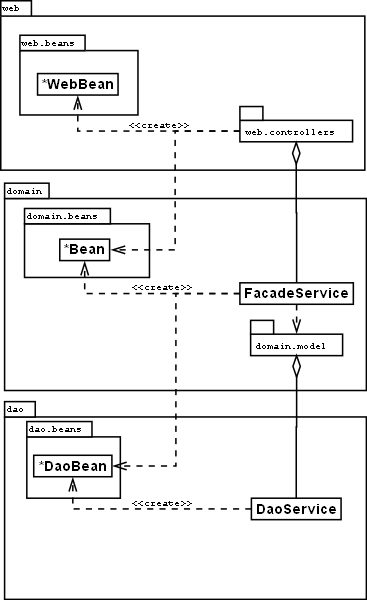 web
web.beans
*WebBean
<<create>>
web.controllers
domain
domain.beans
*Bean
<<create>>
FacadeService
domain.model
dao
dao.beans
*DaoBean
<<create>>
DaoService